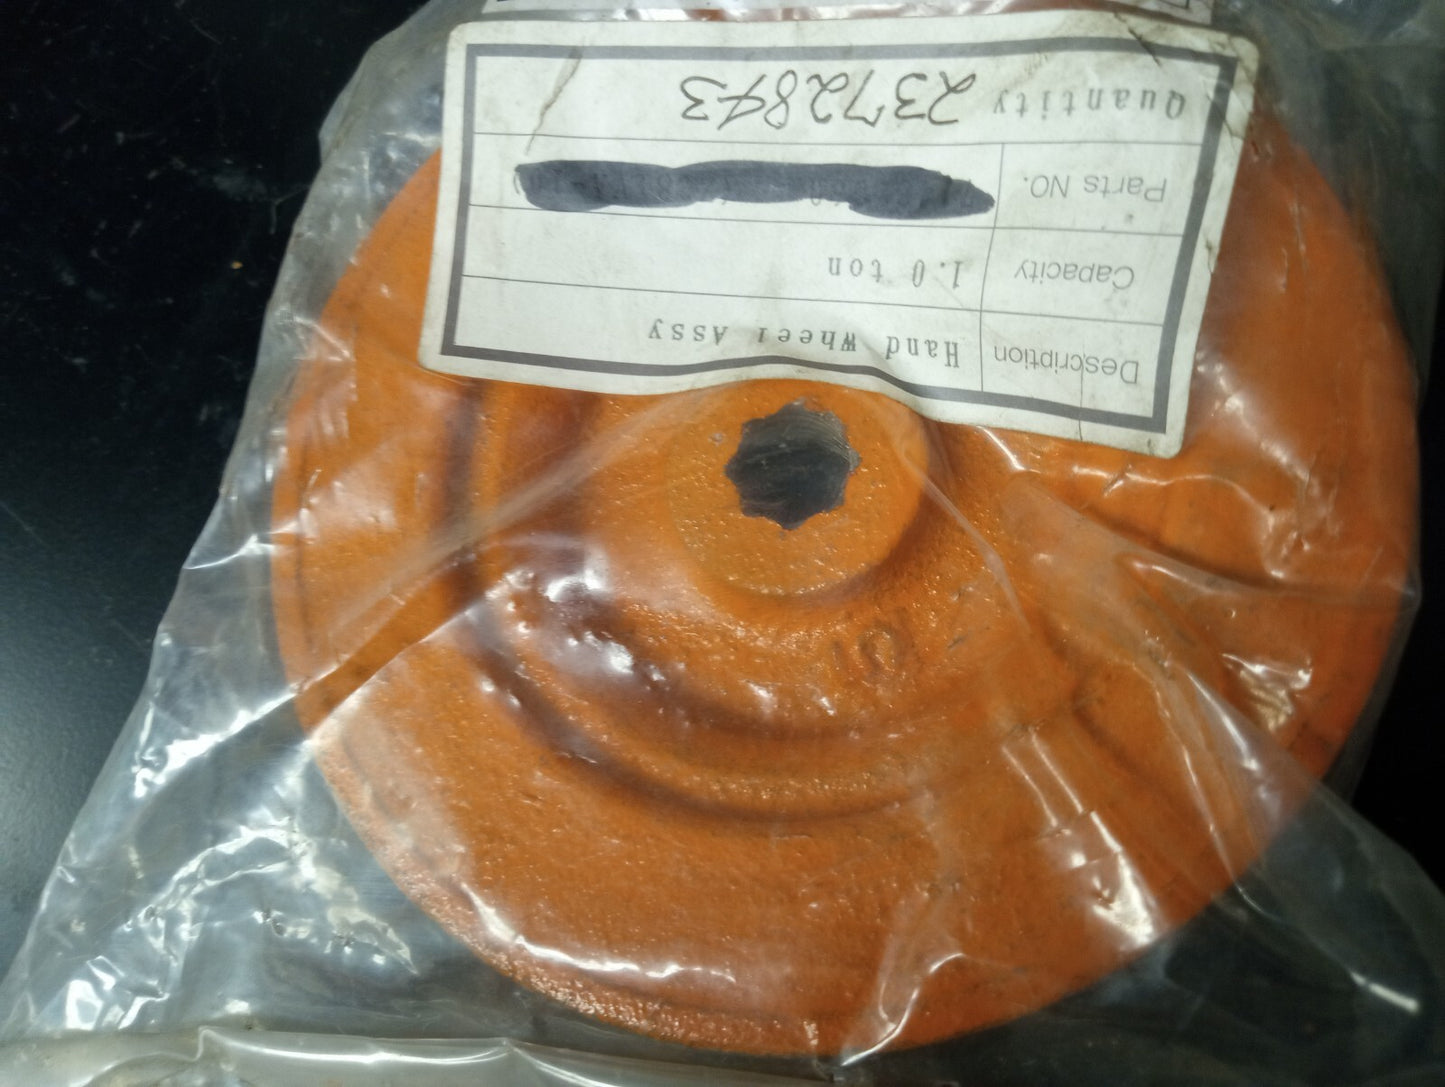 Description Hand Wheel Assy
Capacity 1.0 ton
Parts NO.
Quantity 2372843